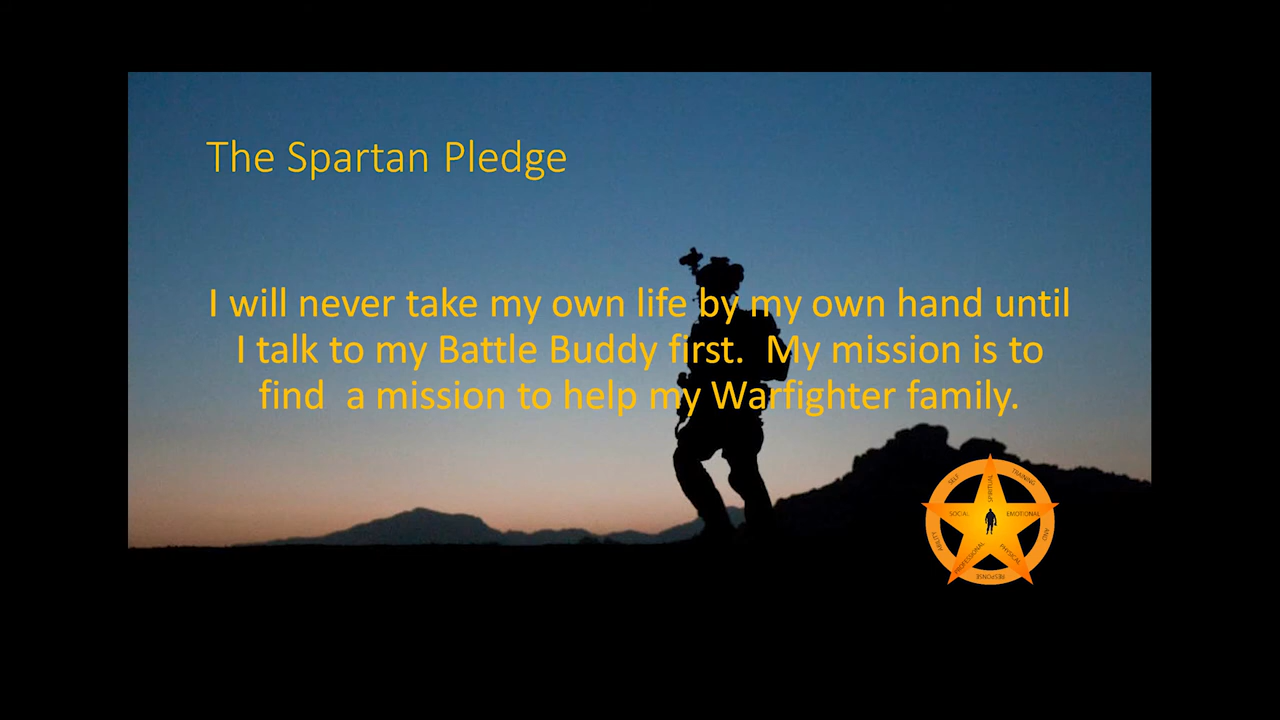 The Spartan Pledge
I will never take my own life by my own hand until
I talk to my Battle Buddy first.  My mission is to
find  a mission to help my Warfighter family.
SELF
TRAINING
SPIRITUAL
SOCIAL
EMOTIONAL
ABILITY
AND
PROFESSIONAL
PHYSICAL
RESPONSE